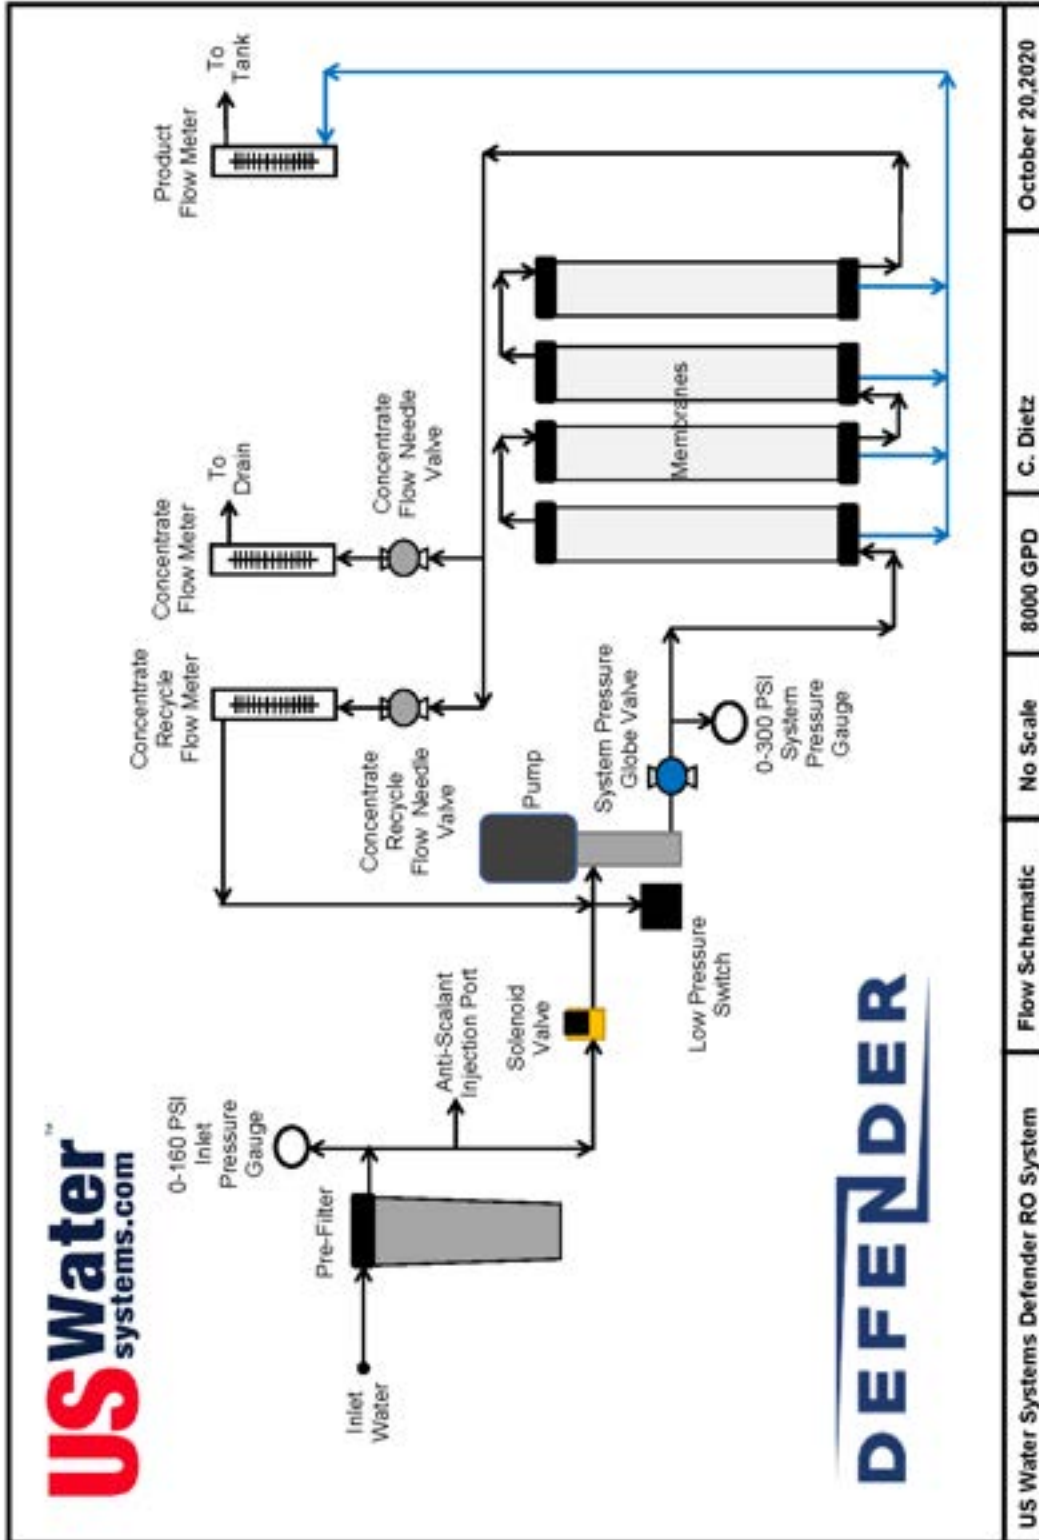 USWater
™
systems.com
0-160 PSI
Inlet
Pressure
Gauge
Pre-Filter
Inlet
Water
Anti-Scalant
Injection Port
Solenoid
Valve
Low Pressure
Switch
Pump
Concentrate
Recycle
Flow Meter
Concentrate
Recycle
Flow Needle
Valve
Concentrate
Flow Meter
To
Drain
Concentrate
Flow Needle
Valve
System Pressure
Globe Valve
0-300 PSI
System
Pressure
Gauge
Membranes
Product
Flow Meter
To
Tank
DEFENDER
US Water Systems Defender RO System
Flow Schematic
No Scale
8000 GPD
C. Dietz
October 20,2020